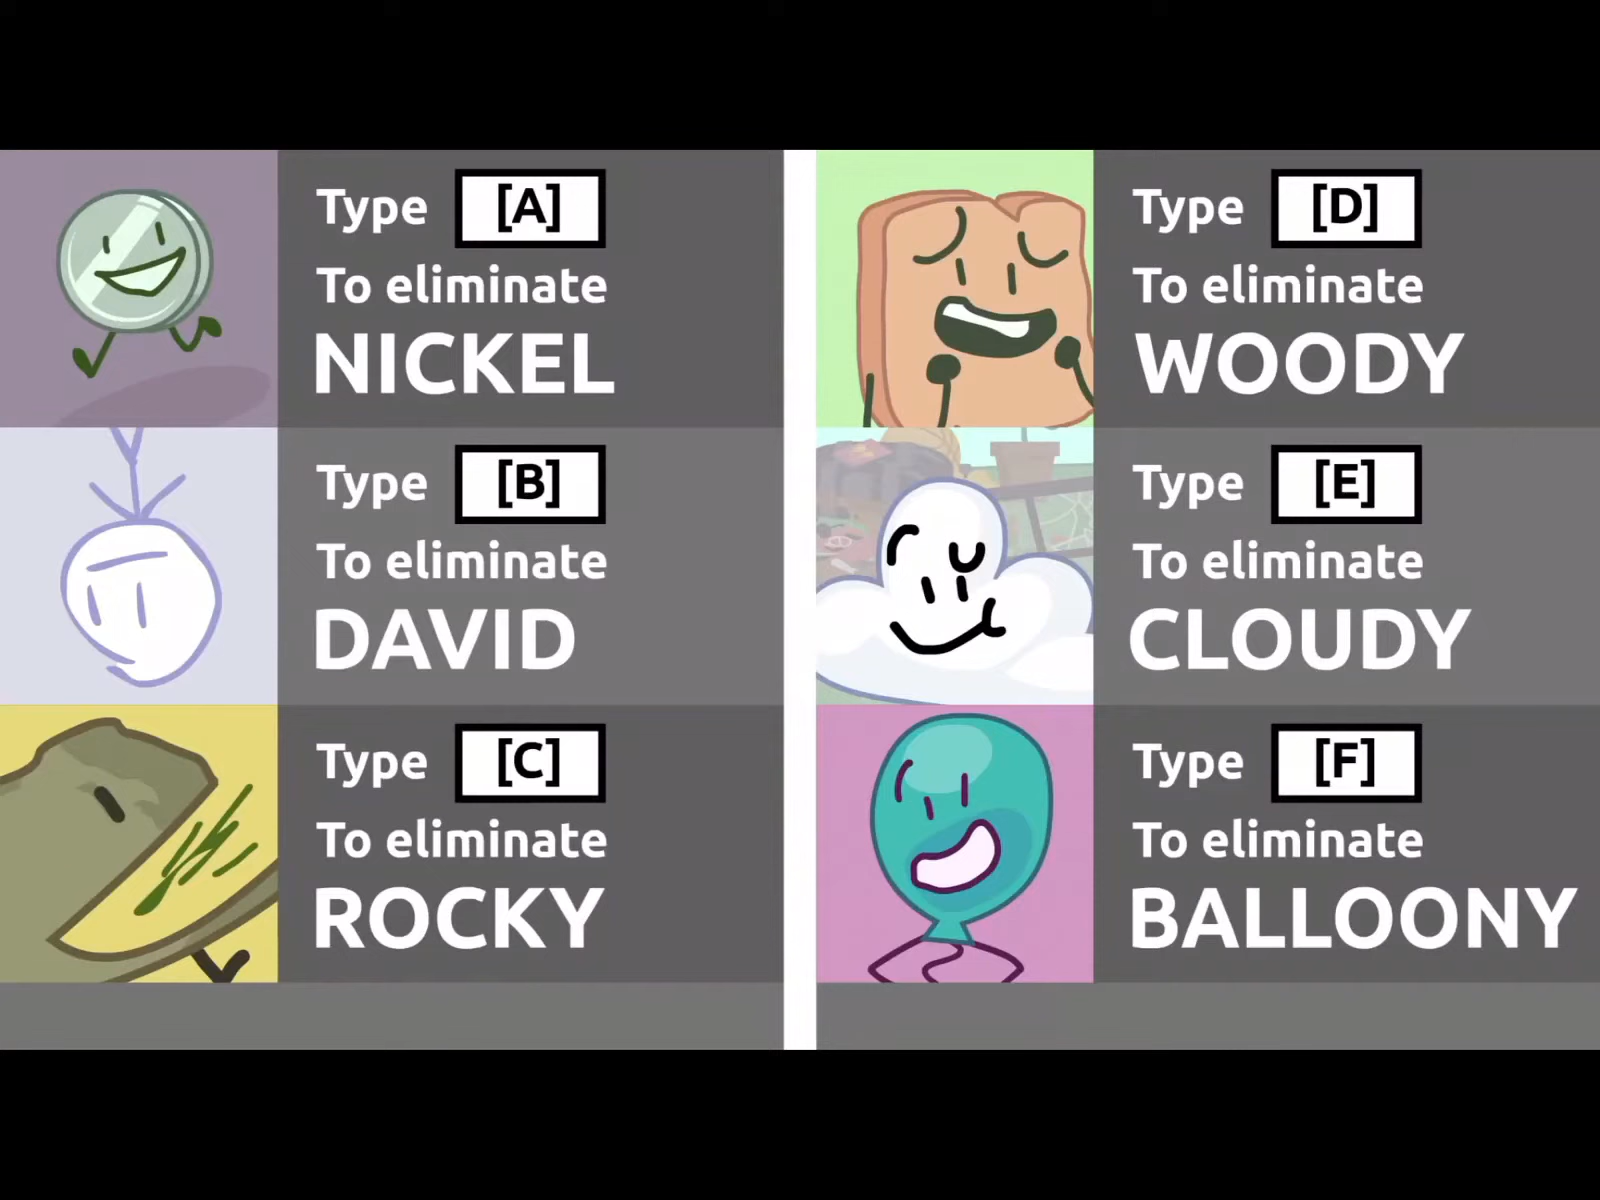 Type [A]
To eliminate
NICKEL
Type [B]
To eliminate
DAVID
Type [C]
To eliminate
ROCKY
Type [D]
To eliminate
WOODY
Type [E]
To eliminate
CLOUDY
Type [F]
To eliminate
BALLOONY